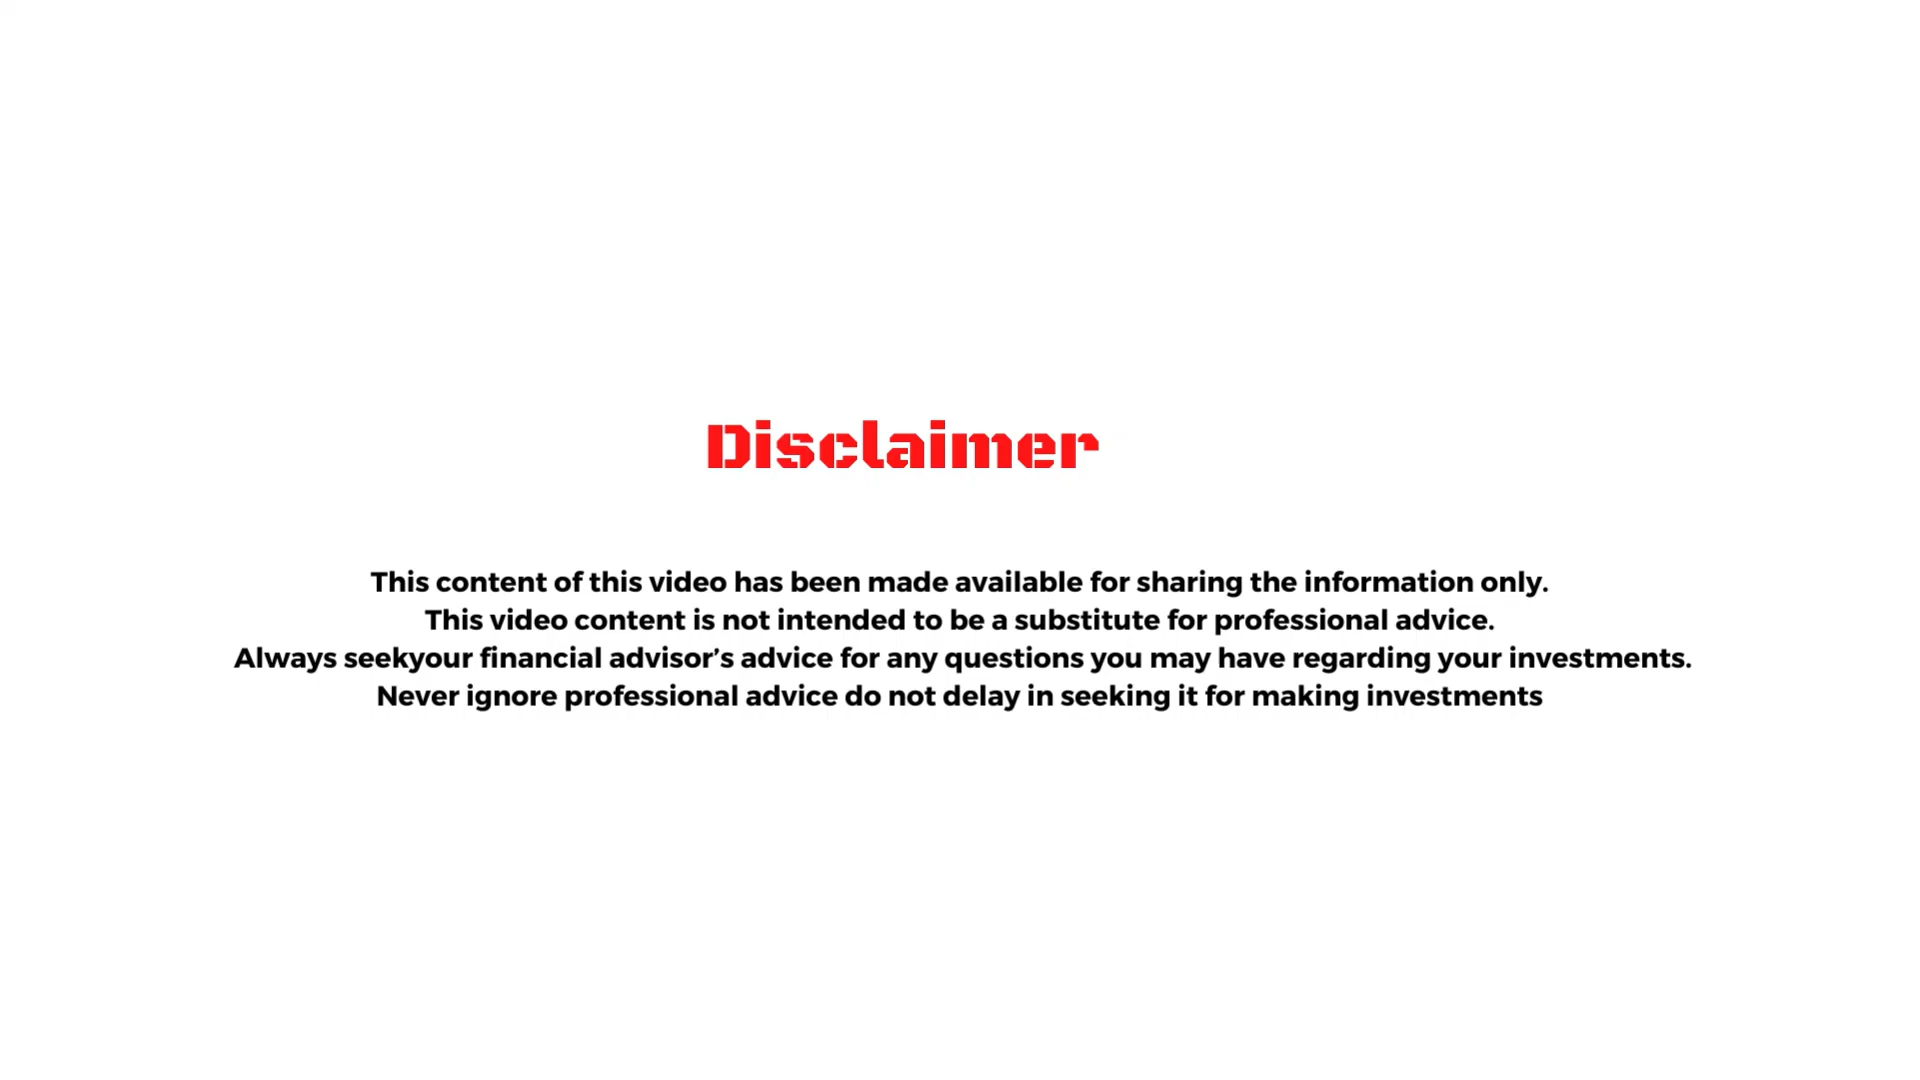 Disclaimer
This content of this video has been made available for sharing the information only.
This video content is not intended to be a substitute for professional advice.
Always seekyour financial advisor’s advice for any questions you may have regarding your investments.
Never ignore professional advice do not delay in seeking it for making investments